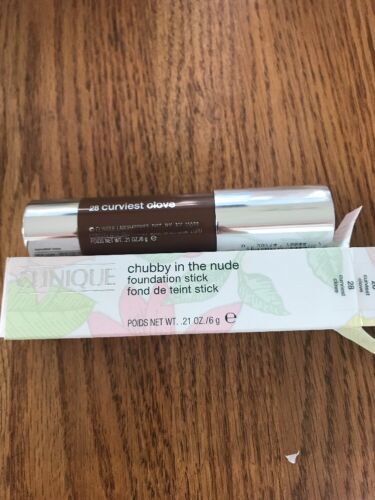 28 curviest clove
POIDS NET WT. .21 OZ./6 g e
CLINIQUE
chubby in the nude
foundation stick
fond de teint stick
POIDS NET WT. .21 OZ./6 g e
28
curviest
clove